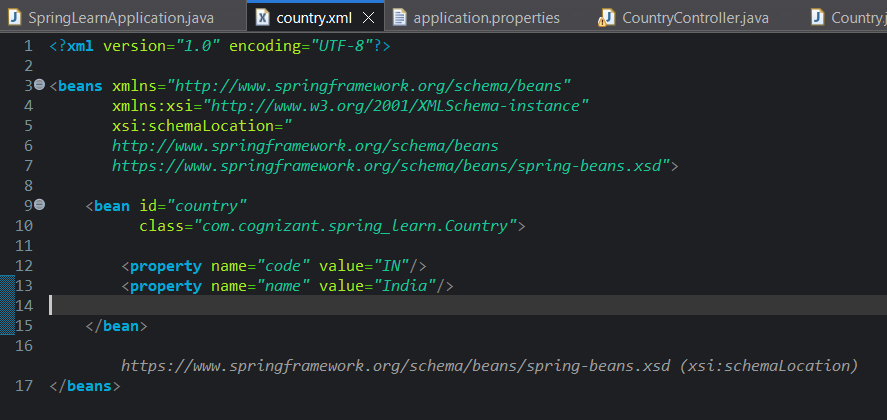 SpringLearnApplication.java country.xml application.properties CountryController.java Country.j
1 <?xml version="1.0" encoding="UTF-8"?>
2
3 <beans xmlns="http://www.springframework.org/schema/beans"
4 xmlns:xsi="http://www.w3.org/2001/XMLSchema-instance"
5 xsi:schemaLocation="
6 http://www.springframework.org/schema/beans
7 https://www.springframework.org/schema/beans/spring-beans.xsd">
8
9 <bean id="country"
10 class="com.cognizant.spring_learn.Country">
11
12 <property name="code" value="IN"/>
13 <property name="name" value="India"/>
14
15 </bean>
16
https://www.springframework.org/schema/beans/spring-beans.xsd (xsi:schemaLocation)
17 </beans>